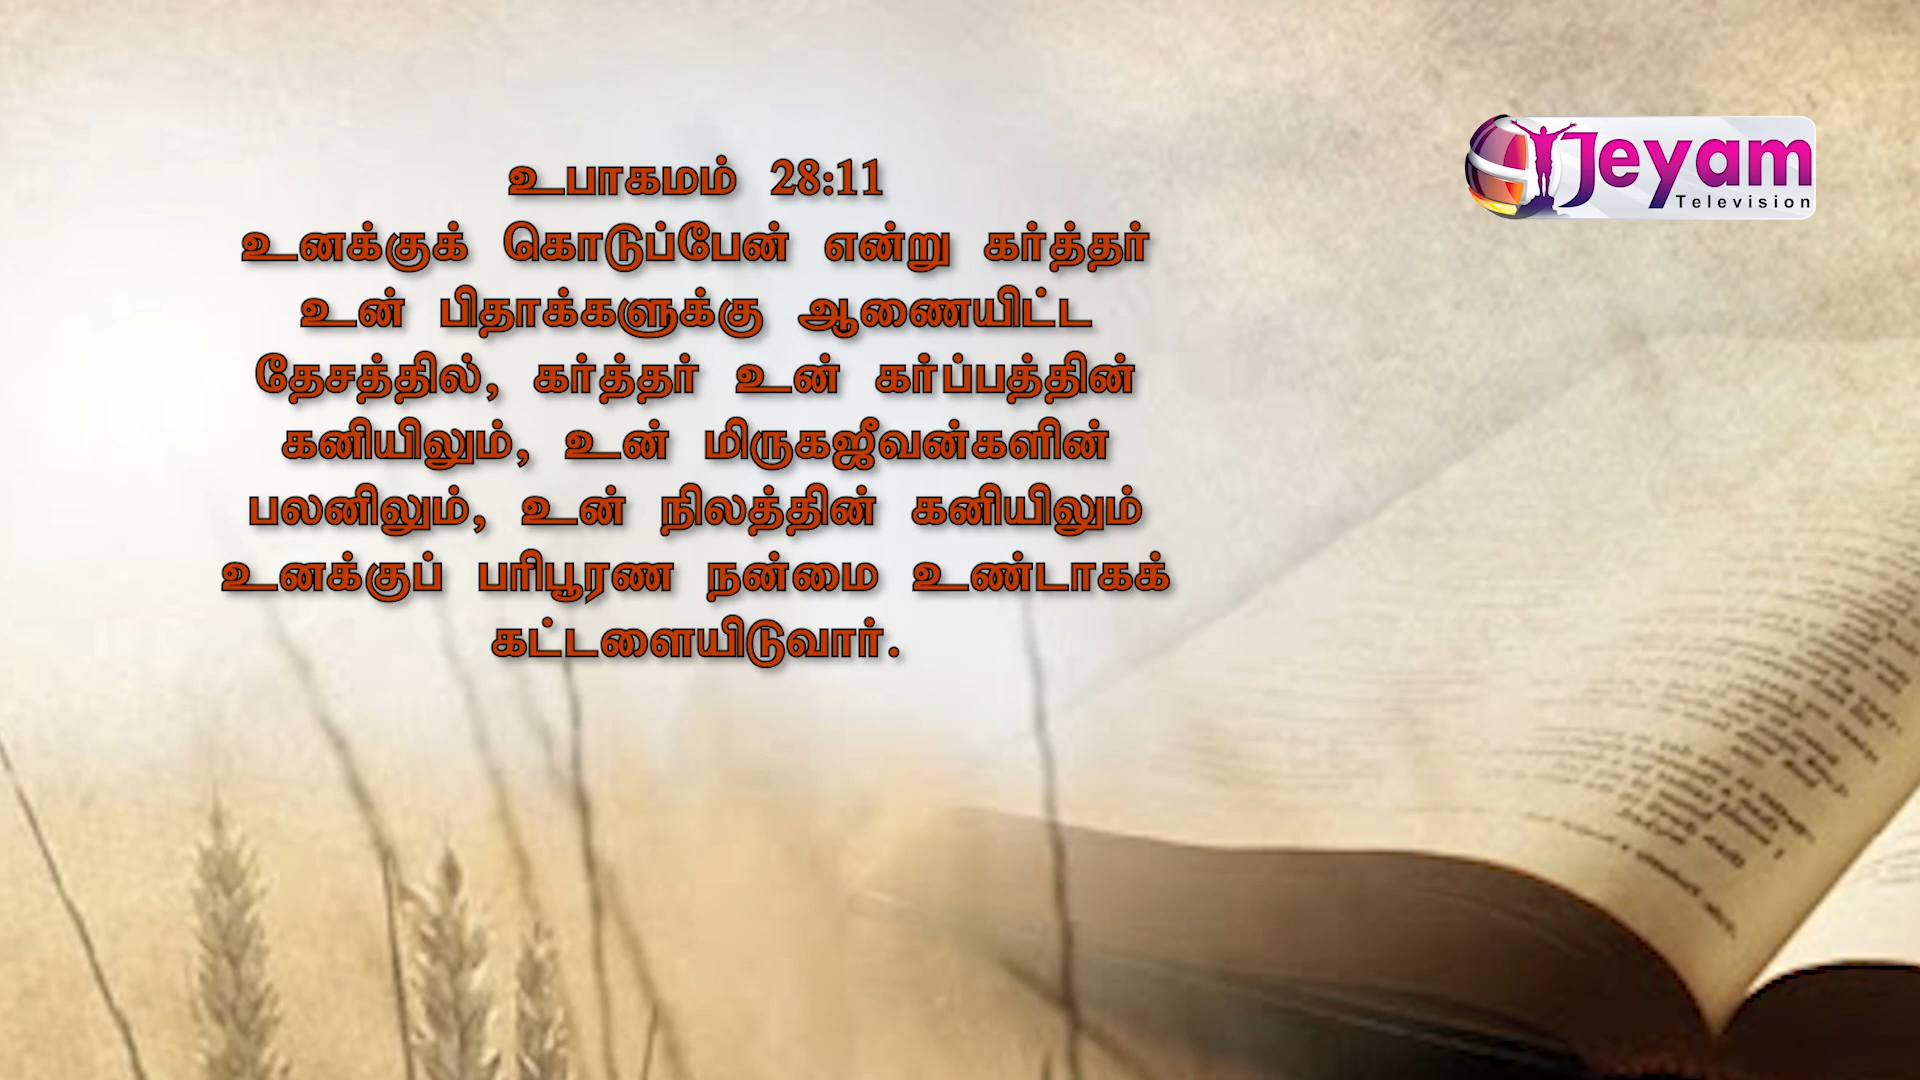 உபாகமம் 28:11
உனக்குக் கொடுப்பேன் என்று கர்த்தர்
உன் பிதாக்களுக்கு ஆணையிட்ட
தேசத்தில், கர்த்தர் உன் கர்ப்பத்தின்
கனியிலும், உன் மிருகஜீவன்களின்
பலனிலும், உன் நிலத்தின் கனியிலும்
உனக்குப் பரிபூரண நன்மை உண்டாகக்
கட்டளையிடுவார்.
Jeyam
Television